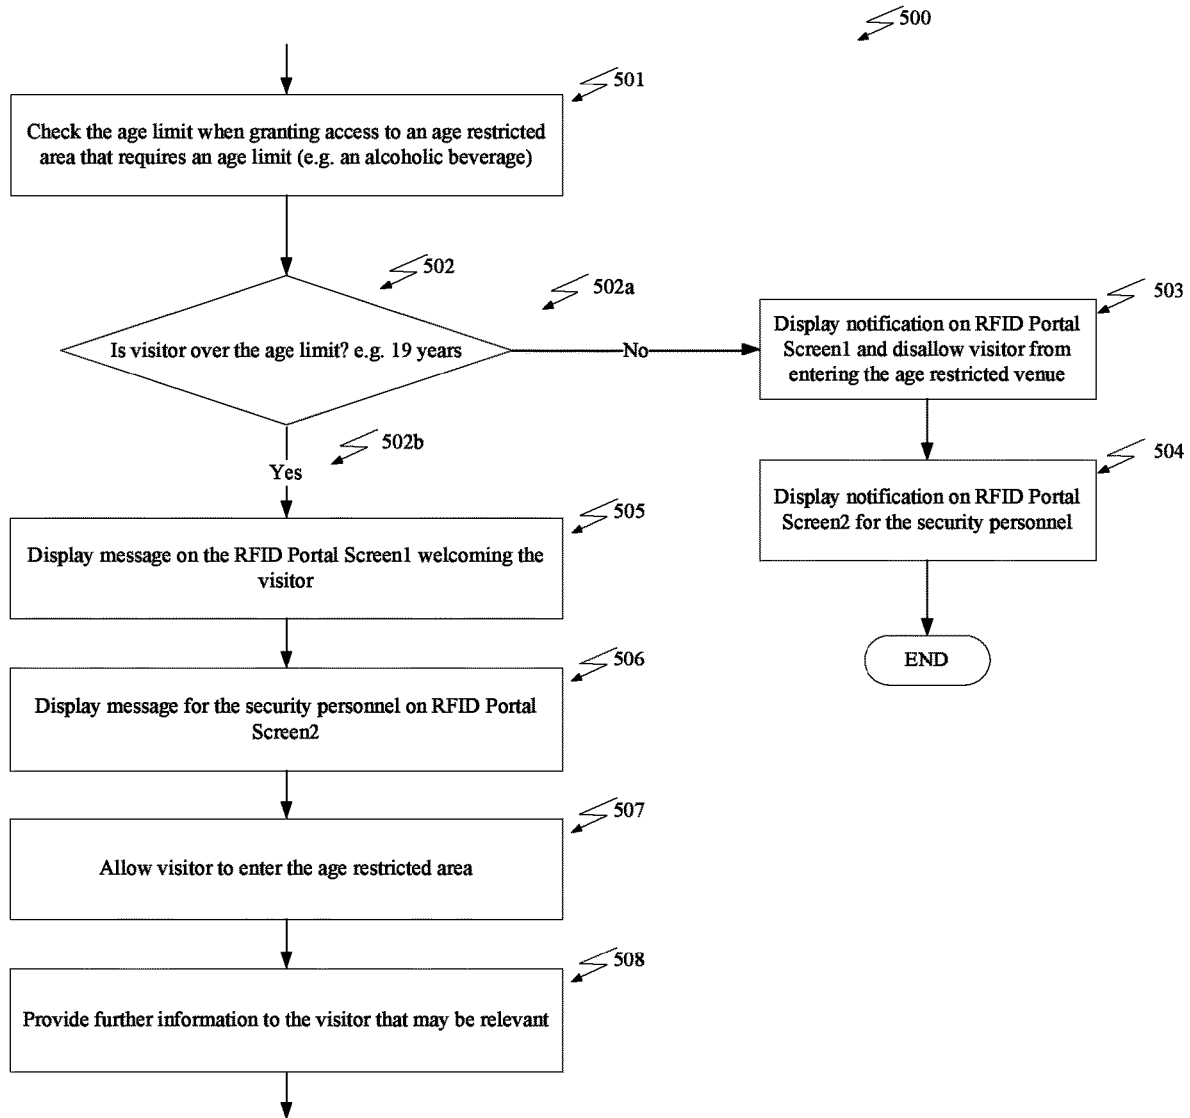 500
501
Check the age limit when granting access to an age restricted
area that requires an age limit (e.g. an alcoholic beverage)
502
502a
Is visitor over the age limit? e.g. 19 years
No
503
Display notification on RFID Portal
Screen1 and disallow visitor from
entering the age restricted venue
502b
Yes
504
Display notification on RFID Portal
Screen2 for the security personnel
END
505
Display message on the RFID Portal Screen1 welcoming the
visitor
506
Display message for the security personnel on RFID Portal
Screen2
507
Allow visitor to enter the age restricted area
508
Provide further information to the visitor that may be relevant